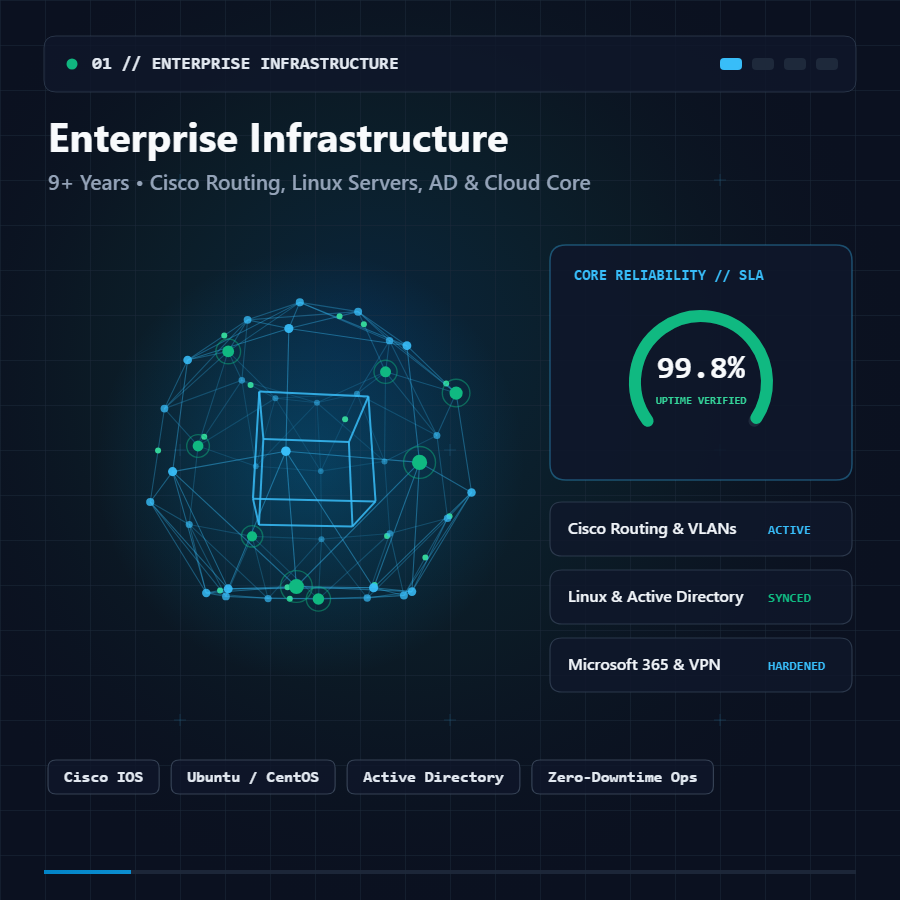 01 // ENTERPRISE INFRASTRUCTURE
Enterprise Infrastructure
9+ Years • Cisco Routing, Linux Servers, AD & Cloud Core
CORE RELIABILITY // SLA
99.8%
UPTIME VERIFIED
Cisco Routing & VLANs ACTIVE
Linux & Active Directory SYNCED
Microsoft 365 & VPN HARDENED
Cisco IOS Ubuntu / CentOS Active Directory Zero-Downtime Ops